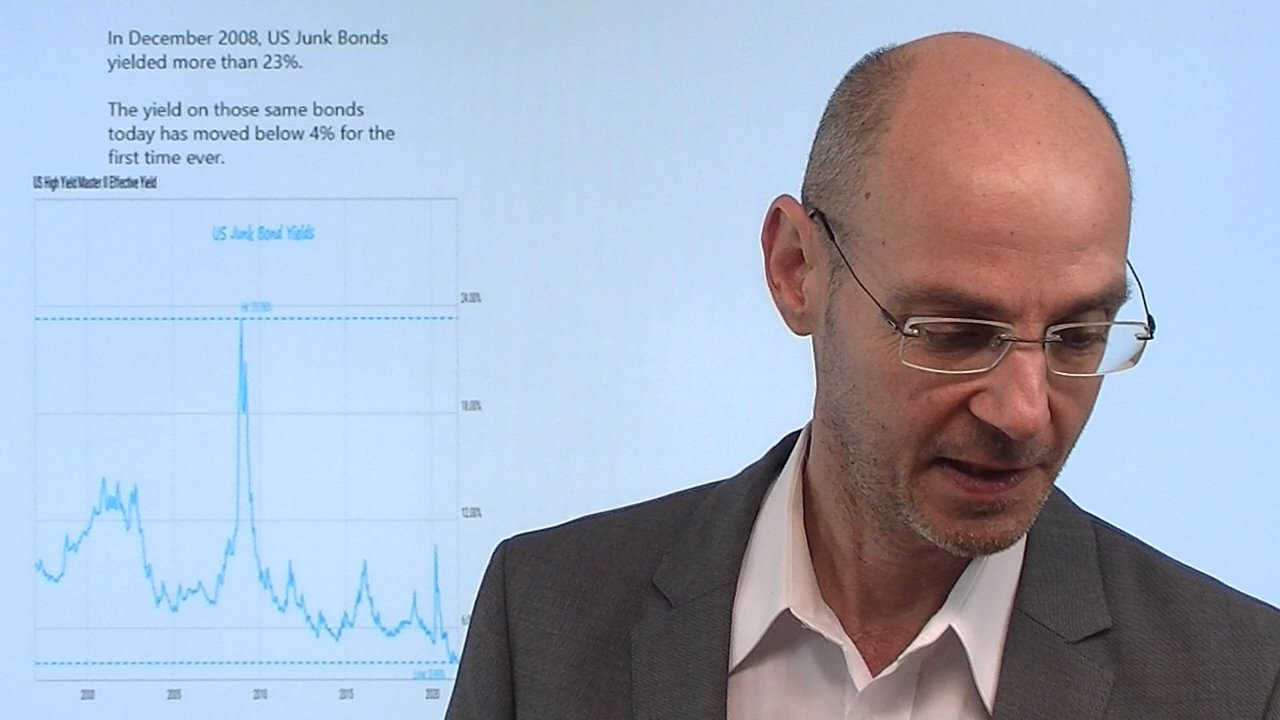 In December 2008, US Junk Bonds
yielded more than 23%.
The yield on those same bonds
today has moved below 4% for the
first time ever.
US High Yield Master II Effective Yield
US Junk Bond Yields
24.00%
18.00%
12.00%
2000
2005
2010
2015
2020